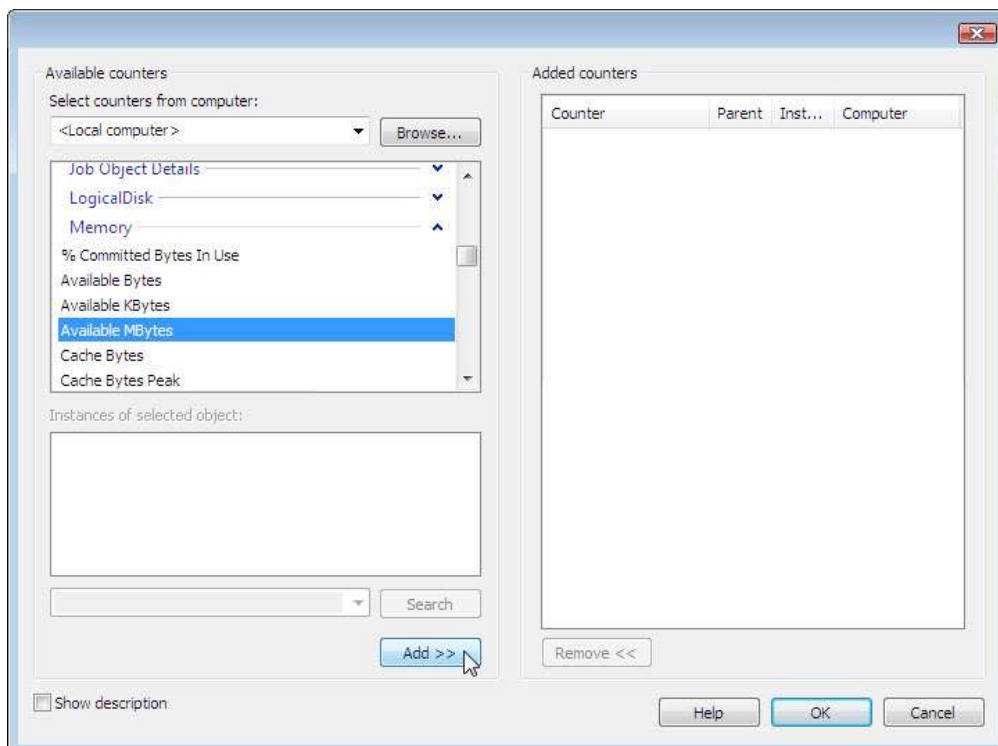 Available counters
Select counters from computer:
<Local computer>
Browse...
Job Object Details
LogicalDisk
Memory
% Committed Bytes In Use
Available Bytes
Available KBytes
Available MBytes
Cache Bytes
Cache Bytes Peak
Instances of selected object:
Search
Add >>
Show description
Added counters
Counter Parent Inst... Computer
Remove <<
Help OK Cancel